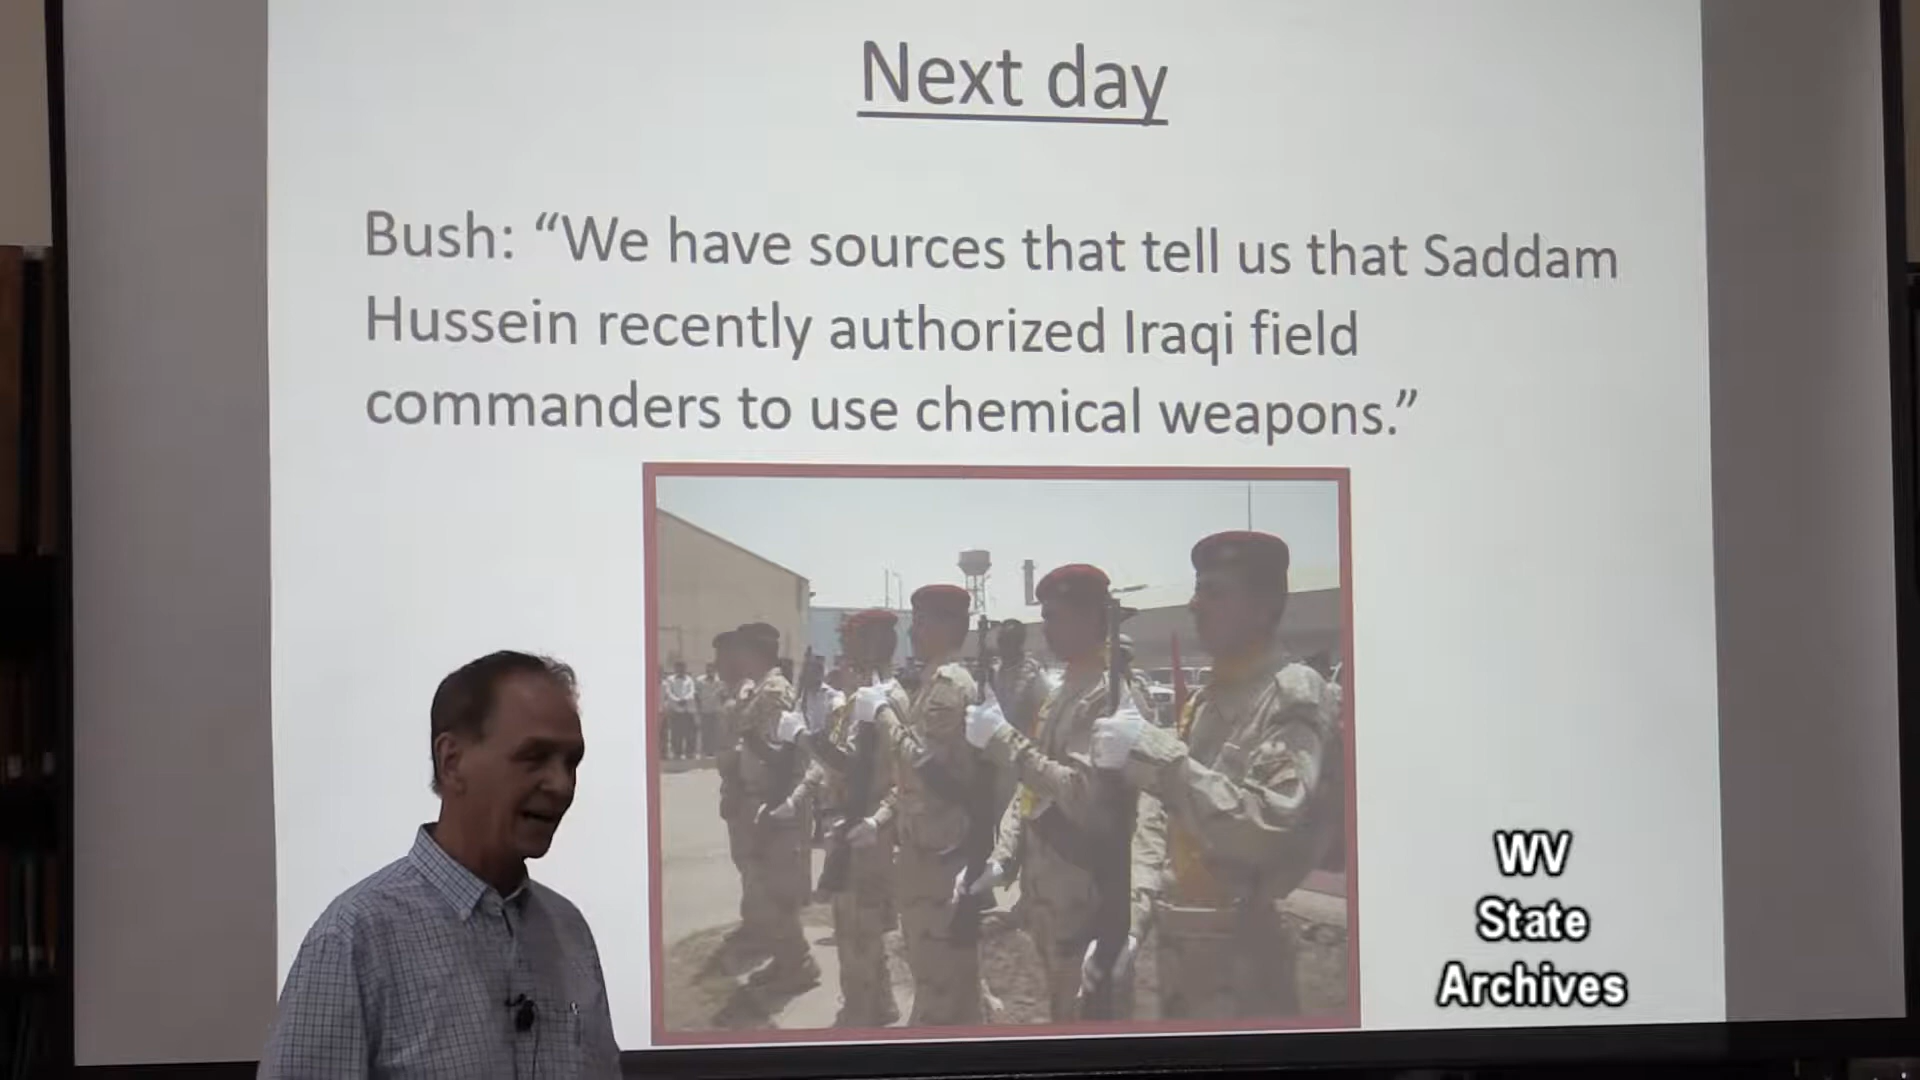 Next day
Bush: “We have sources that tell us that Saddam
Hussein recently authorized Iraqi field
commanders to use chemical weapons.”
WV
State
Archives